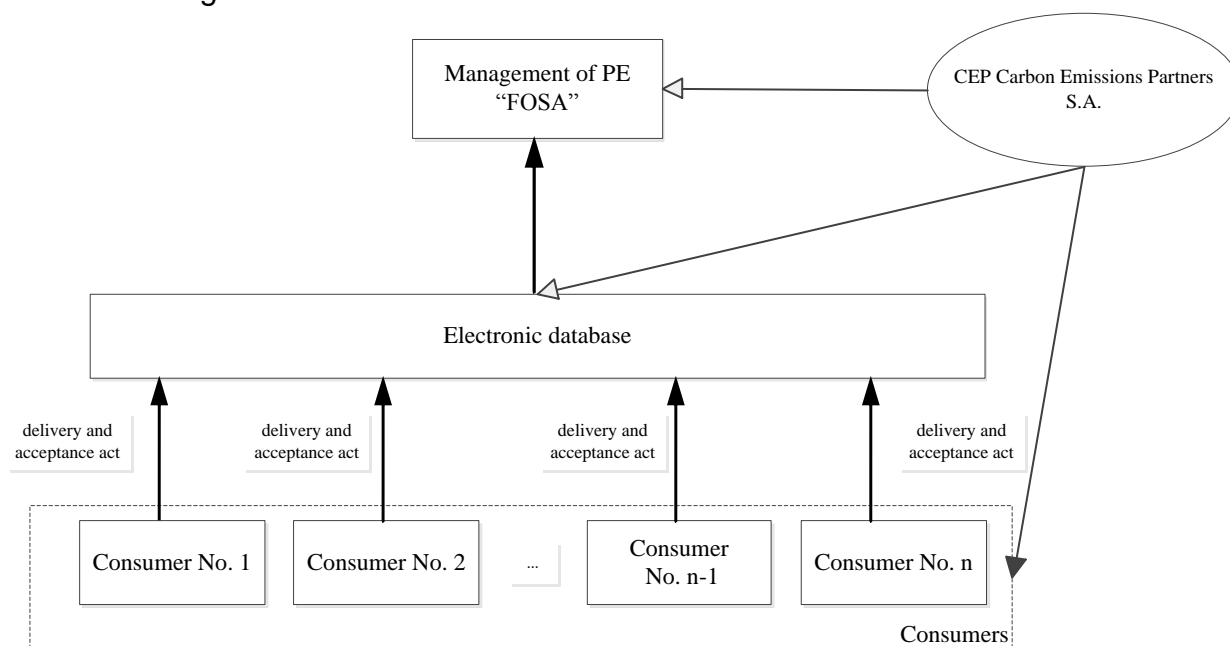 Management of PE
“FOSA”
CEP Carbon Emissions Partners
S.A.
Electronic database
delivery and
acceptance act
delivery and
acceptance act
delivery and
acceptance act
delivery and
acceptance act
Consumer No. 1
Consumer No. 2
...
Consumer
No. n-1
Consumer No. n
Consumers